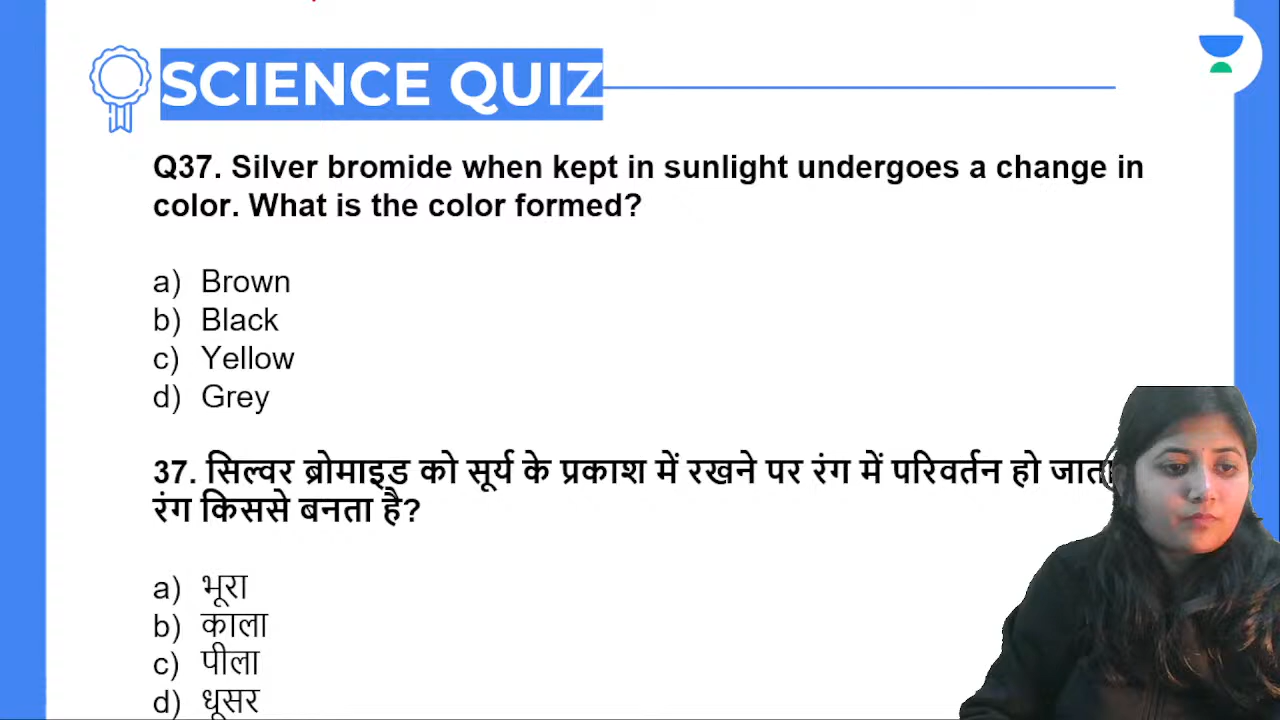 SCIENCE QUIZ
Q37. Silver bromide when kept in sunlight undergoes a change in
color. What is the color formed?
a) Brown
b) Black
c) Yellow
d) Grey
37. सिल्वर ब्रोमाइड को सूर्य के प्रकाश में रखने पर रंग में परिवर्तन हो जाता
रंग किससे बनता है?
a) भूरा
b) काला
c) पीला
d) धूसर